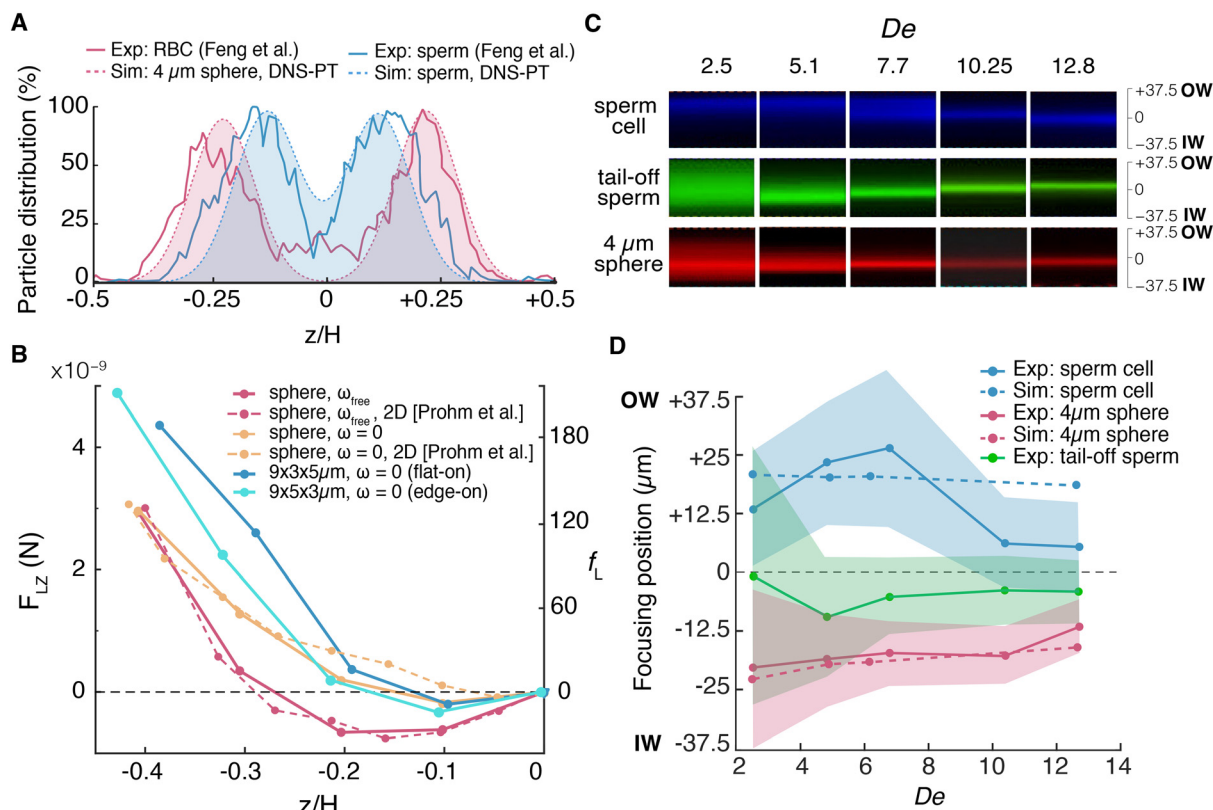 A
Exp: RBC (Feng et al.)
Exp: sperm (Feng et al.)
Sim: 4 µm sphere, DNS-PT
Sim: sperm, DNS-PT
Particle distribution (%)
100
50
25
0
-0.5
-0.25
0
+0.25
+0.5
z/H
B
x10⁻⁹
sphere, ωfree
sphere, ωfree, 2D [Prohm et al.]
sphere, ω = 0
sphere, ω = 0, 2D [Prohm et al.]
9x3x5µm, ω = 0 (flat-on)
9x5x3µm, ω = 0 (edge-on)
F_LZ (N)
4
2
0
180
120
60
0
f_L
-0.4
-0.3
-0.2
-0.1
0
z/H
C
De
2.5 5.1 7.7 10.25 12.8
sperm
cell
+37.5 OW
0
-37.5 IW
tail-off
sperm
+37.5 OW
0
-37.5 IW
4 µm
sphere
+37.5 OW
0
−37.5 IW
D
Exp: sperm cell
Sim: sperm cell
Exp: 4µm sphere
Sim: 4µm sphere
Exp: tail-off sperm
Focusing position (µm)
OW +37.5
+25
+12.5
0
-12.5
-25
IW -37.5
2 4 6 8 10 12 14
De